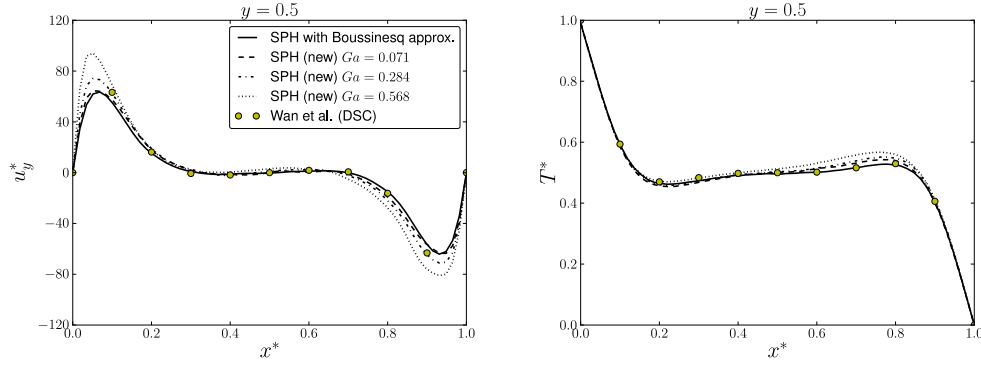 y = 0.5
120
80
40
0
−40
−80
−120
u*y
SPH with Boussinesq approx.
SPH (new) Ga = 0.071
SPH (new) Ga = 0.284
SPH (new) Ga = 0.568
Wan et al. (DSC)
0.0 0.2 0.4 0.6 0.8 1.0
x*
y = 0.5
1.0
0.8
0.6
0.4
0.2
0.0
T*
0.0 0.2 0.4 0.6 0.8 1.0
x*